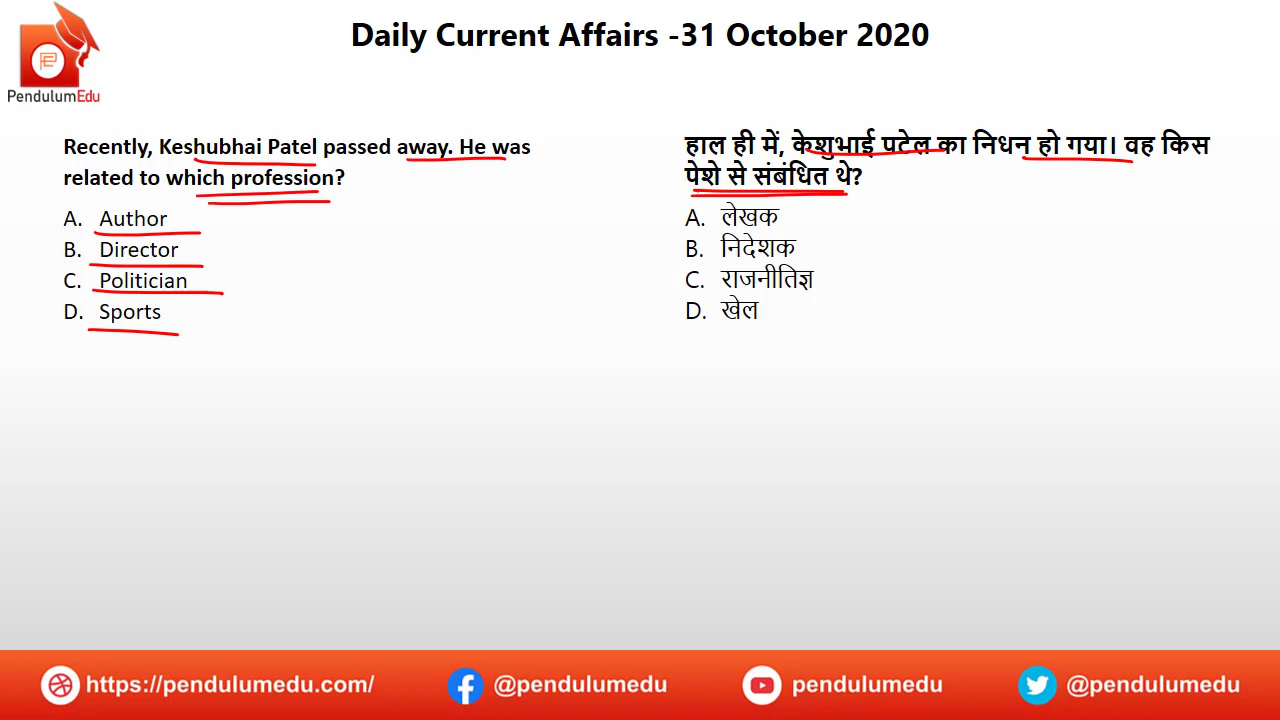 Daily Current Affairs -31 October 2020
PendulumEdu
Recently, Keshubhai Patel passed away. He was
related to which profession?
A. Author
B. Director
C. Politician
D. Sports
हाल ही में, केशुभाई पटेल का निधन हो गया। वह किस
पेशे से संबंधित थे?
A. लेखक
B. निदेशक
C. राजनीतिज्ञ
D. खेल
https://pendulumedu.com/
@pendulumedu
pendulumedu
@pendulumedu